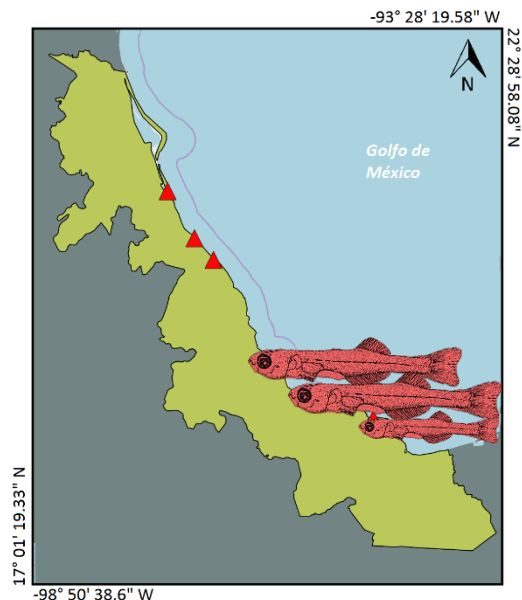 -93° 28' 19.58" W
22° 28' 58.08" N
N
Golfo de
México
17° 01' 19.33" N
-98° 50' 38.6" W